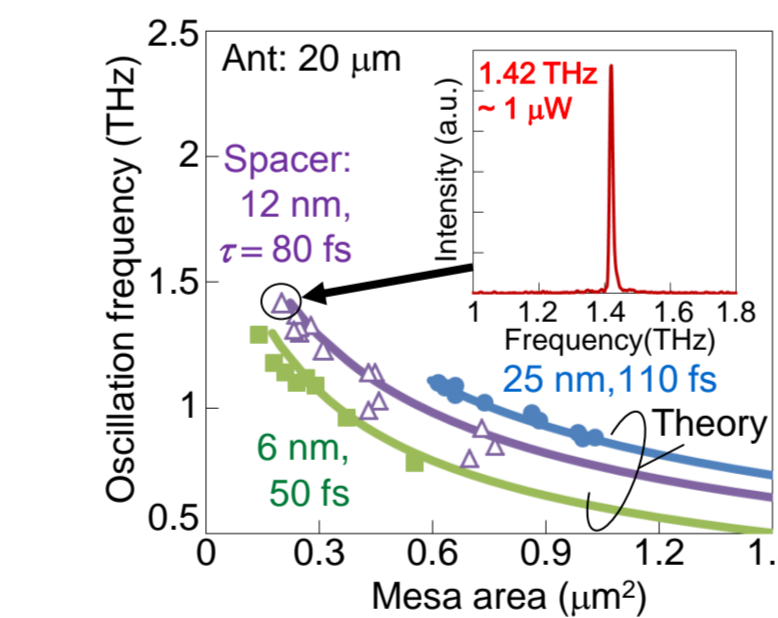 2.5
2
1.5
1
0.5
Oscillation frequency (THz)
Ant: 20 μm
Spacer:
12 nm,
τ= 80 fs
1.42 THz
~ 1 μW
Intensity (a.u.)
1 1.2 1.4 1.6 1.8
Frequency(THz)
25 nm,110 fs
Theory
6 nm,
50 fs
0 0.3 0.6 0.9 1.2 1.
Mesa area (μm²)